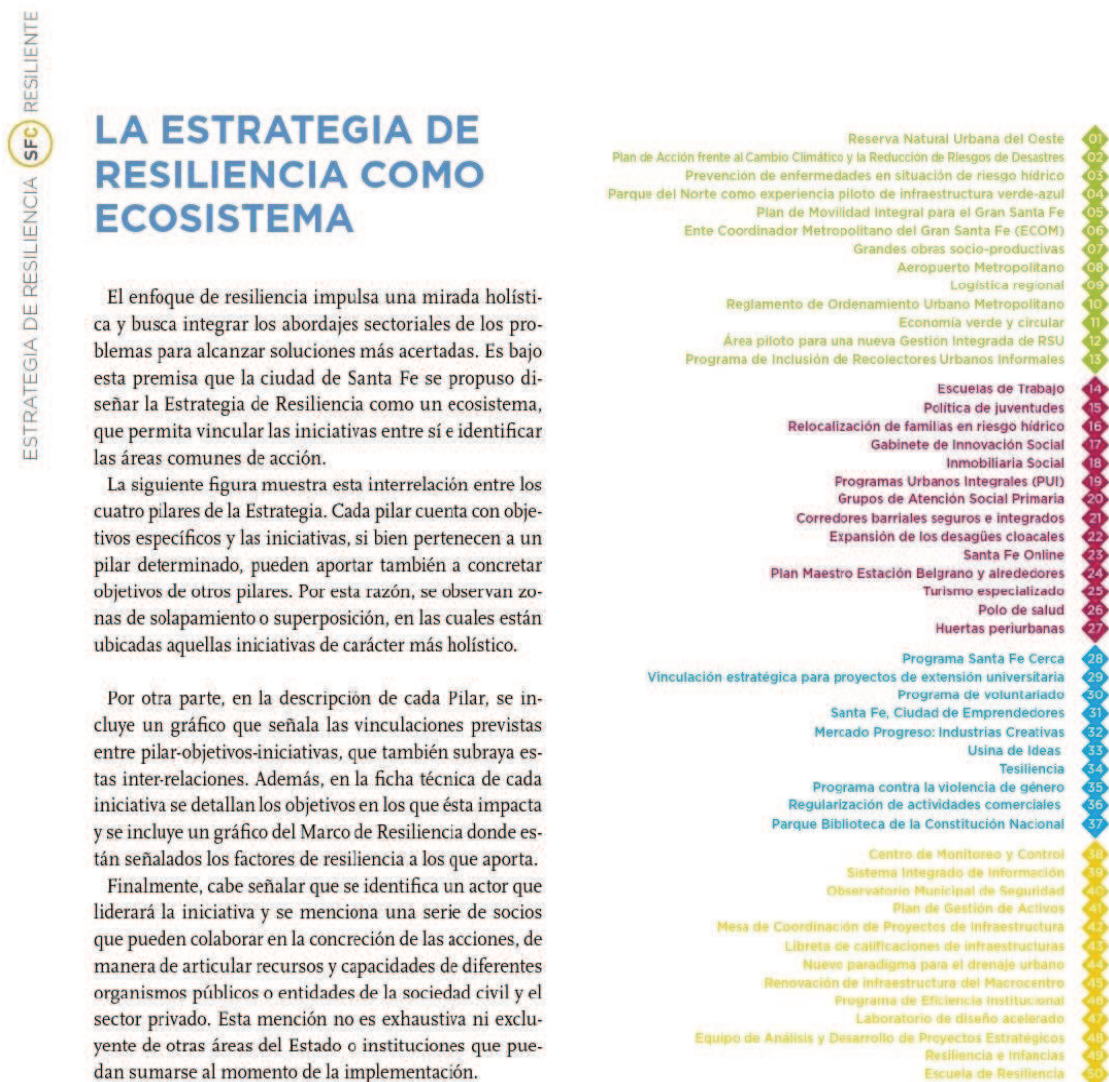 ESTRATEGIA DE RESILIENCIA SFC RESILIENTE
LA ESTRATEGIA DE
RESILIENCIA COMO
ECOSISTEMA
El enfoque de resiliencia impulsa una mirada holísti-
ca y busca integrar los abordajes sectoriales de los pro-
blemas para alcanzar soluciones más acertadas. Es bajo
esta premisa que la ciudad de Santa Fe se propuso di-
señar la Estrategia de Resiliencia como un ecosistema,
que permita vincular las iniciativas entre sí e identificar
las áreas comunes de acción.
La siguiente figura muestra esta interrelación entre los
cuatro pilares de la Estrategia. Cada pilar cuenta con obje-
tivos específicos y las iniciativas, si bien pertenecen a un
pilar determinado, pueden aportar también a concretar
objetivos de otros pilares. Por esta razón, se observan zo-
nas de solapamiento o superposición, en las cuales están
ubicadas aquellas iniciativas de carácter más holístico.
Por otra parte, en la descripción de cada Pilar, se in-
cluye un gráfico que señala las vinculaciones previstas
entre pilar-objetivos-iniciativas, que también subraya es-
tas inter-relaciones. Además, en la ficha técnica de cada
iniciativa se detallan los objetivos en los que ésta impacta
y se incluye un gráfico del Marco de Resiliencia donde es-
tán señalados los factores de resiliencia a los que aporta.
Finalmente, cabe señalar que se identifica un actor que
liderará la iniciativa y se menciona una serie de socios
que pueden colaborar en la concreción de las acciones, de
manera de articular recursos y capacidades de diferentes
organismos públicos o entidades de la sociedad civil y el
sector privado. Esta mención no es exhaustiva ni exclu-
yente de otras áreas del Estado o instituciones que pue-
dan sumarse al momento de la implementación.
Reserva Natural Urbana del Oeste 01
Plan de Acción frente al Cambio Climático y la Reducción de Riesgos de Desastres 02
Prevención de enfermedades en situación de riesgo hídrico 03
Parque del Norte como experiencia piloto de infraestructura verde-azul 04
Plan de Movilidad Integral para el Gran Santa Fe 05
Ente Coordinador Metropolitano del Gran Santa Fe (ECOM) 06
Grandes obras socio-productivas 07
Aeropuerto Metropolitano 08
Logística regional 09
Reglamento de Ordenamiento Urbano Metropolitano 10
Economía verde y circular 11
Área piloto para una nueva Gestión Integrada de RSU 12
Programa de Inclusión de Recolectores Urbanos Informales 13
Escuelas de Trabajo 14
Política de juventudes 15
Relocalización de familias en riesgo hídrico 16
Gabinete de Innovación Social 17
Inmobiliaria Social 18
Programas Urbanos Integrales (PUI) 19
Grupos de Atención Social Primaria 20
Corredores barriales seguros e integrados 21
Expansión de los desagües cloacales 22
Santa Fe Online 23
Plan Maestro Estación Belgrano y alrededores 24
Turismo especializado 25
Polo de salud 26
Huertas periurbanas 27
Programa Santa Fe Cerca 28
Vinculación estratégica para proyectos de extensión universitaria 29
Programa de voluntariado 30
Santa Fe, Ciudad de Emprendedores 31
Mercado Progreso: Industrias Creativas 32
Usina de Ideas 33
Tesiliencia 34
Programa contra la violencia de género 35
Regularización de actividades comerciales 36
Parque Biblioteca de la Constitución Nacional 37
Centro de Monitoreo y Control 38
Sistema Integrado de Información 39
Observatorio Municipal de Seguridad 40
Plan de Gestión de Activos 41
Mesa de Coordinación de Proyectos de Infraestructura 42
Libreta de calificaciones de infraestructuras 43
Nuevo paradigma para el drenaje urbano 44
Renovación de infraestructura del Macrocentro 45
Programa de Eficiencia Institucional 46
Laboratorio de diseño acelerado 47
Equipo de Análisis y Desarrollo de Proyectos Estratégicos 48
Resiliencia e Infancias 49
Escuela de Resiliencia 50